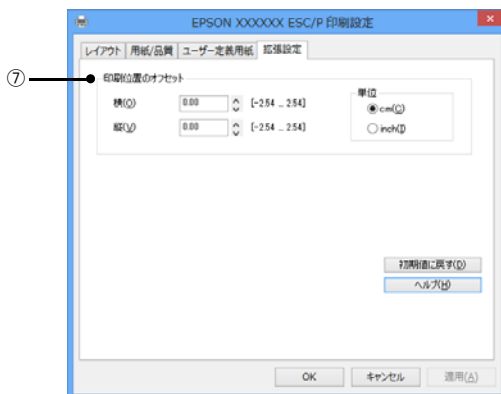 EPSON XXXXXX ESC/P 印刷設定
レイアウト 用紙/品質 ユーザー定義用紙 拡張設定
⑦
印刷位置のオフセット
横(O) 0.00 [-2.54 .. 2.54]
縦(V) 0.00 [-2.54 .. 2.54]
単位
cm(C)
inch(I)
初期値に戻す(D)
ヘルプ(H)
OK キャンセル 適用(A)